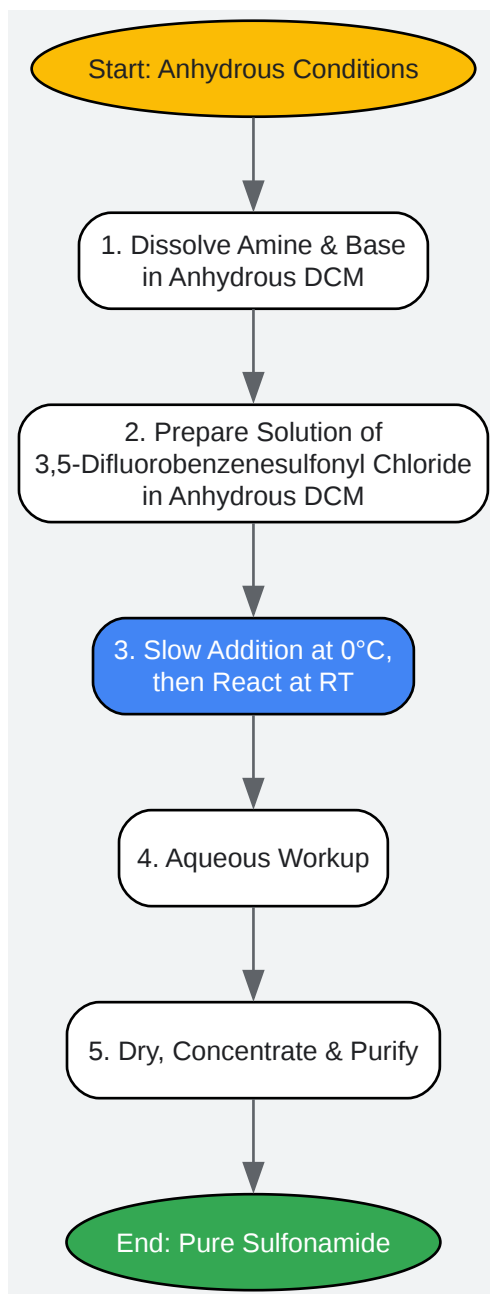 Start: Anhydrous Conditions
1. Dissolve Amine & Base
in Anhydrous DCM
2. Prepare Solution of
3,5-Difluorobenzenesulfonyl Chloride
in Anhydrous DCM
3. Slow Addition at 0°C,
then React at RT
4. Aqueous Workup
5. Dry, Concentrate & Purify
End: Pure Sulfonamide